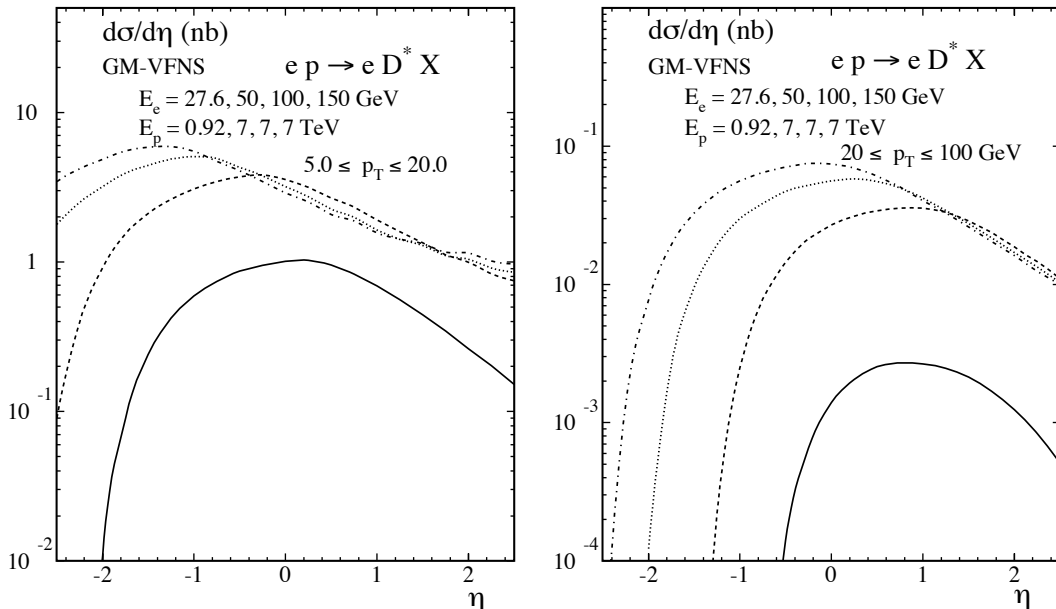 dσ/dη (nb)
GM-VFNS
e p → e D* X
E_e = 27.6, 50, 100, 150 GeV
E_p = 0.92, 7, 7, 7 TeV
5.0 ≤ p_T ≤ 20.0
10
1
10^-1
10^-2
-2 -1 0 1 2
η
dσ/dη (nb)
GM-VFNS
e p → e D* X
E_e = 27.6, 50, 100, 150 GeV
E_p = 0.92, 7, 7, 7 TeV
20 ≤ p_T ≤ 100 GeV
10^-1
10^-2
10^-3
10^-4
-2 -1 0 1 2
η